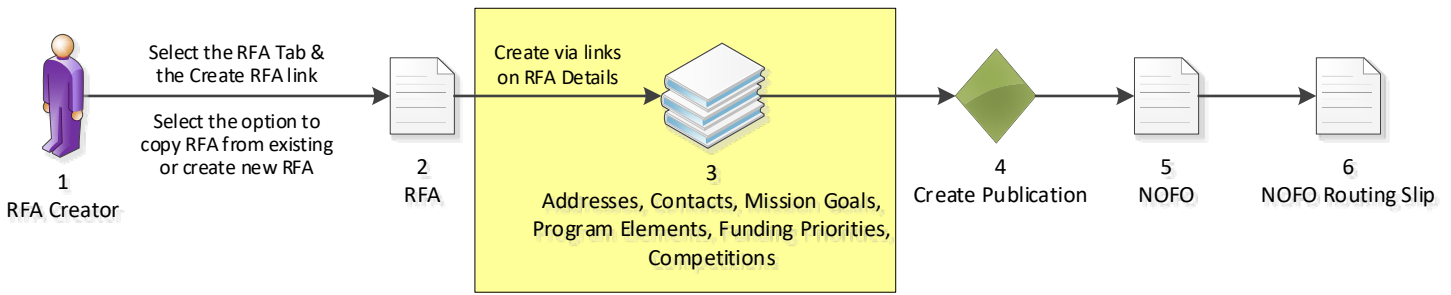 Select the RFA Tab &
the Create RFA link
Select the option to
copy RFA from existing
or create new RFA
1
RFA Creator
2
RFA
Create via links
on RFA Details
3
Addresses, Contacts, Mission Goals,
Program Elements, Funding Priorities,
Competitions
4
Create Publication
5
NOFO
6
NOFO Routing Slip